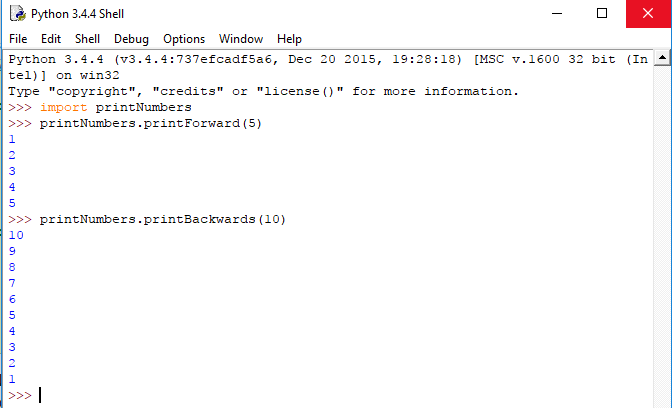 Python 3.4.4 Shell
File Edit Shell Debug Options Window Help
Python 3.4.4 (v3.4.4:737efcadf5a6, Dec 20 2015, 19:28:18) [MSC v.1600 32 bit (In
tel)] on win32
Type "copyright", "credits" or "license()" for more information.
>>> import printNumbers
>>> printNumbers.printForward(5)
1
2
3
4
5
>>> printNumbers.printBackwards(10)
10
9
8
7
6
5
4
3
2
1
>>>